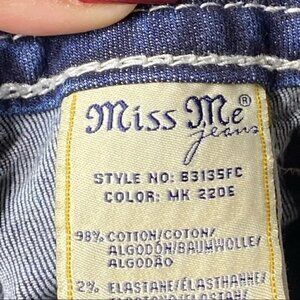 Miss Me®
jeans
STYLE NO: B3135FC
COLOR: MK 220E
98% COTTON/COTON/
ALGODÓN/BAUMWOLLE/
ALGODÃO
2% ELASTANE/ÉLASTHANNE/